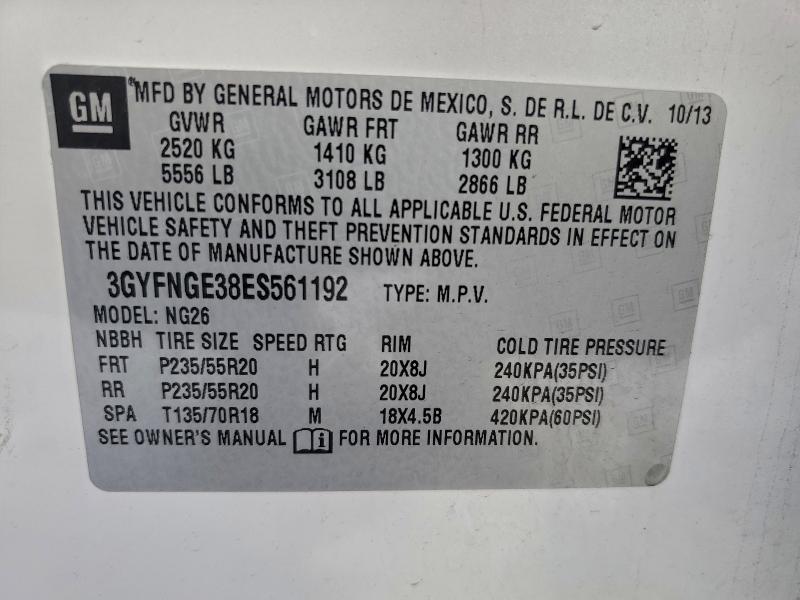 GM ® MFD BY GENERAL MOTORS DE MEXICO, S. DE R.L. DE C.V. 10/13
GVWR GAWR FRT GAWR RR
2520 KG 1410 KG 1300 KG
5556 LB 3108 LB 2866 LB
THIS VEHICLE CONFORMS TO ALL APPLICABLE U.S. FEDERAL MOTOR
VEHICLE SAFETY AND THEFT PREVENTION STANDARDS IN EFFECT ON
THE DATE OF MANUFACTURE SHOWN ABOVE.
3GYFNGE38ES561192 TYPE: M.P.V.
MODEL: NG26
NBBH TIRE SIZE SPEED RTG RIM COLD TIRE PRESSURE
FRT P235/55R20 H 20X8J 240KPA(35PSI)
RR P235/55R20 H 20X8J 240KPA(35PSI)
SPA T135/70R18 M 18X4.5B 420KPA(60PSI)
SEE OWNER'S MANUAL i FOR MORE INFORMATION.